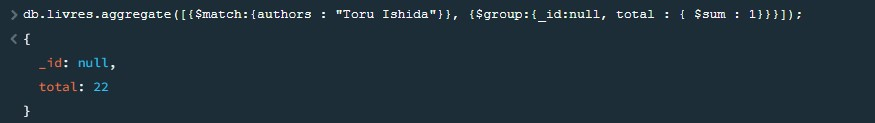 > db.livres.aggregate([{$match:{authors : "Toru Ishida"}}, {$group:{_id:null, total : { $sum : 1}}}]);
< {
_id: null,
total: 22
}